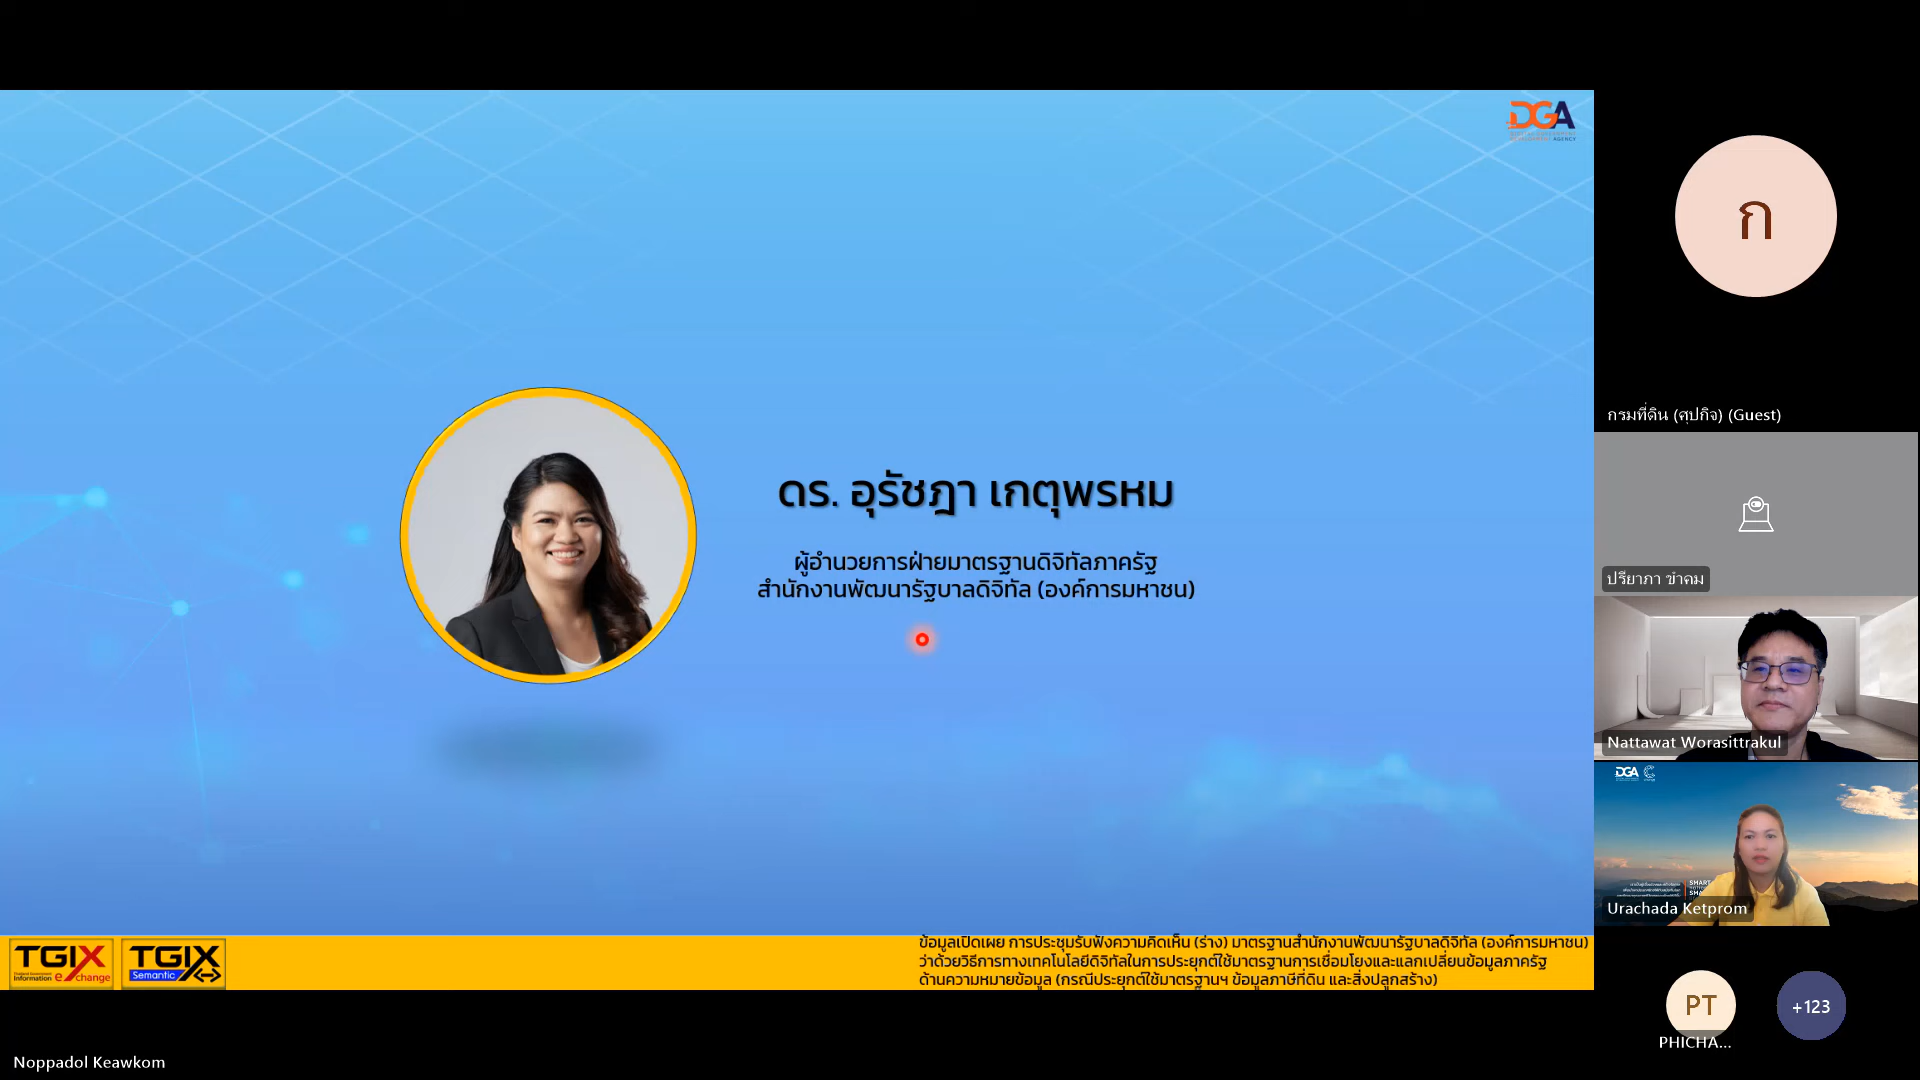 DGA
AGENCY
ดร. อุรัชฎา เกตุพรหม
ผู้อำนวยการฝ่ายมาตรฐานดิจิทัลภาครัฐ
สำนักงานพัฒนารัฐบาลดิจิทัล (องค์การมหาชน)
TGIX
Information eXchange
TGIX
Semantic
ข้อมูลเปิดเผย การประชุมรับฟังความคิดเห็น (ร่าง) มาตรฐานสำนักงานพัฒนารัฐบาลดิจิทัล (องค์การมหาชน)
ว่าด้วยวิธีการทางเทคโนโลยีดิจิทัลในการประยุกต์ใช้มาตรฐานการเชื่อมโยงและแลกเปลี่ยนข้อมูลภาครัฐ
ด้านความหมายข้อมูล (กรณีประยุกต์ใช้มาตรฐานฯ ข้อมูลภาษีที่ดิน และสิ่งปลูกสร้าง)
Noppadol Keawkom
ก
กรมที่ดิน (ศุปกิจ) (Guest)
ปรียาภา ขำคม
Nattawat Worasittrakul
DGA
SMART
Urachada Ketprom
PT
PHICHA...
+123